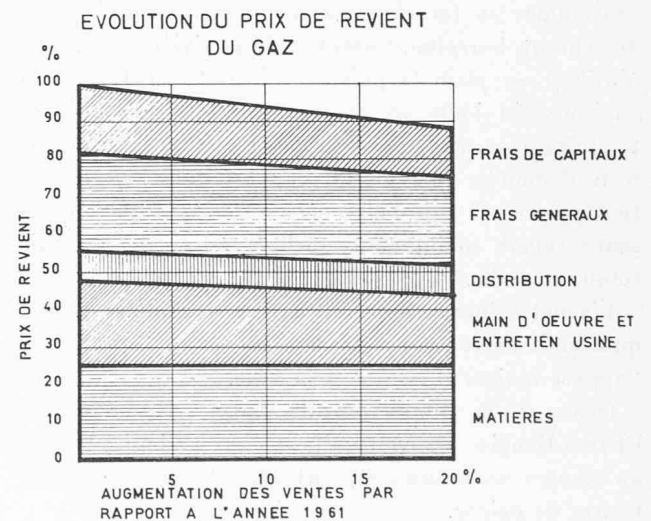 EVOLUTION DU PRIX DE REVIENT
DU GAZ
%
100
90
80
70
60
50
40
30
20
10
0
PRIX DE REVIENT
FRAIS DE CAPITAUX
FRAIS GENERAUX
DISTRIBUTION
MAIN D'OEUVRE ET
ENTRETIEN USINE
MATIERES
5 10 15 20 %
AUGMENTATION DES VENTES PAR
RAPPORT A L'ANNEE 1961